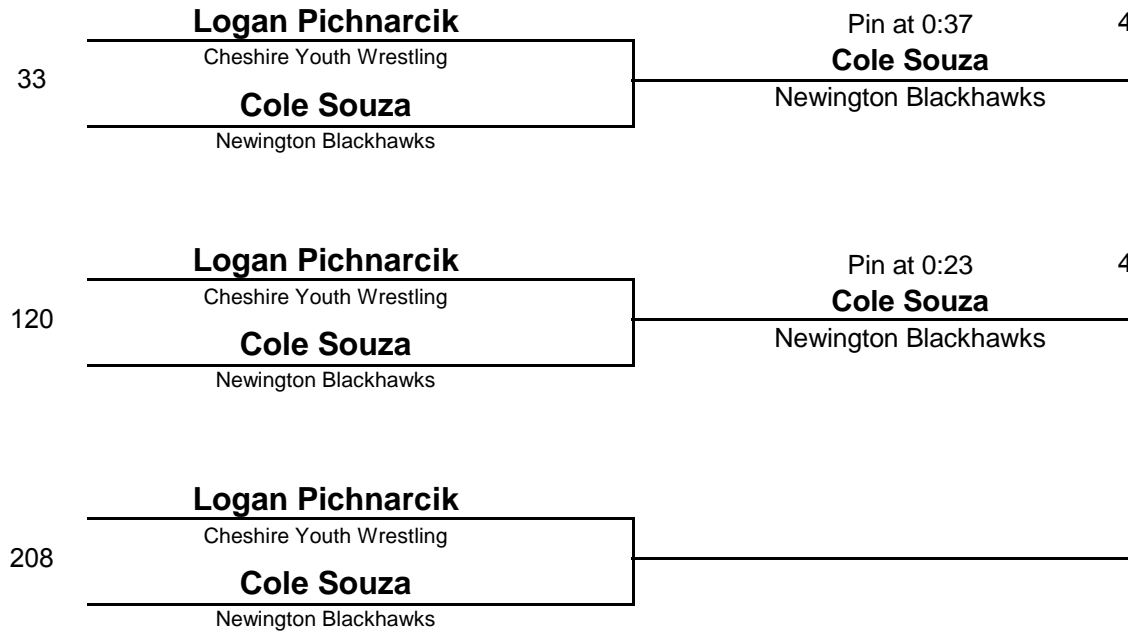 Logan Pichnarcik Pin at 0:37 4
Cheshire Youth Wrestling Cole Souza
33
Cole Souza Newington Blackhawks
Newington Blackhawks
Logan Pichnarcik Pin at 0:23 4
Cheshire Youth Wrestling Cole Souza
120
Cole Souza Newington Blackhawks
Newington Blackhawks
Logan Pichnarcik
Cheshire Youth Wrestling
208
Cole Souza
Newington Blackhawks